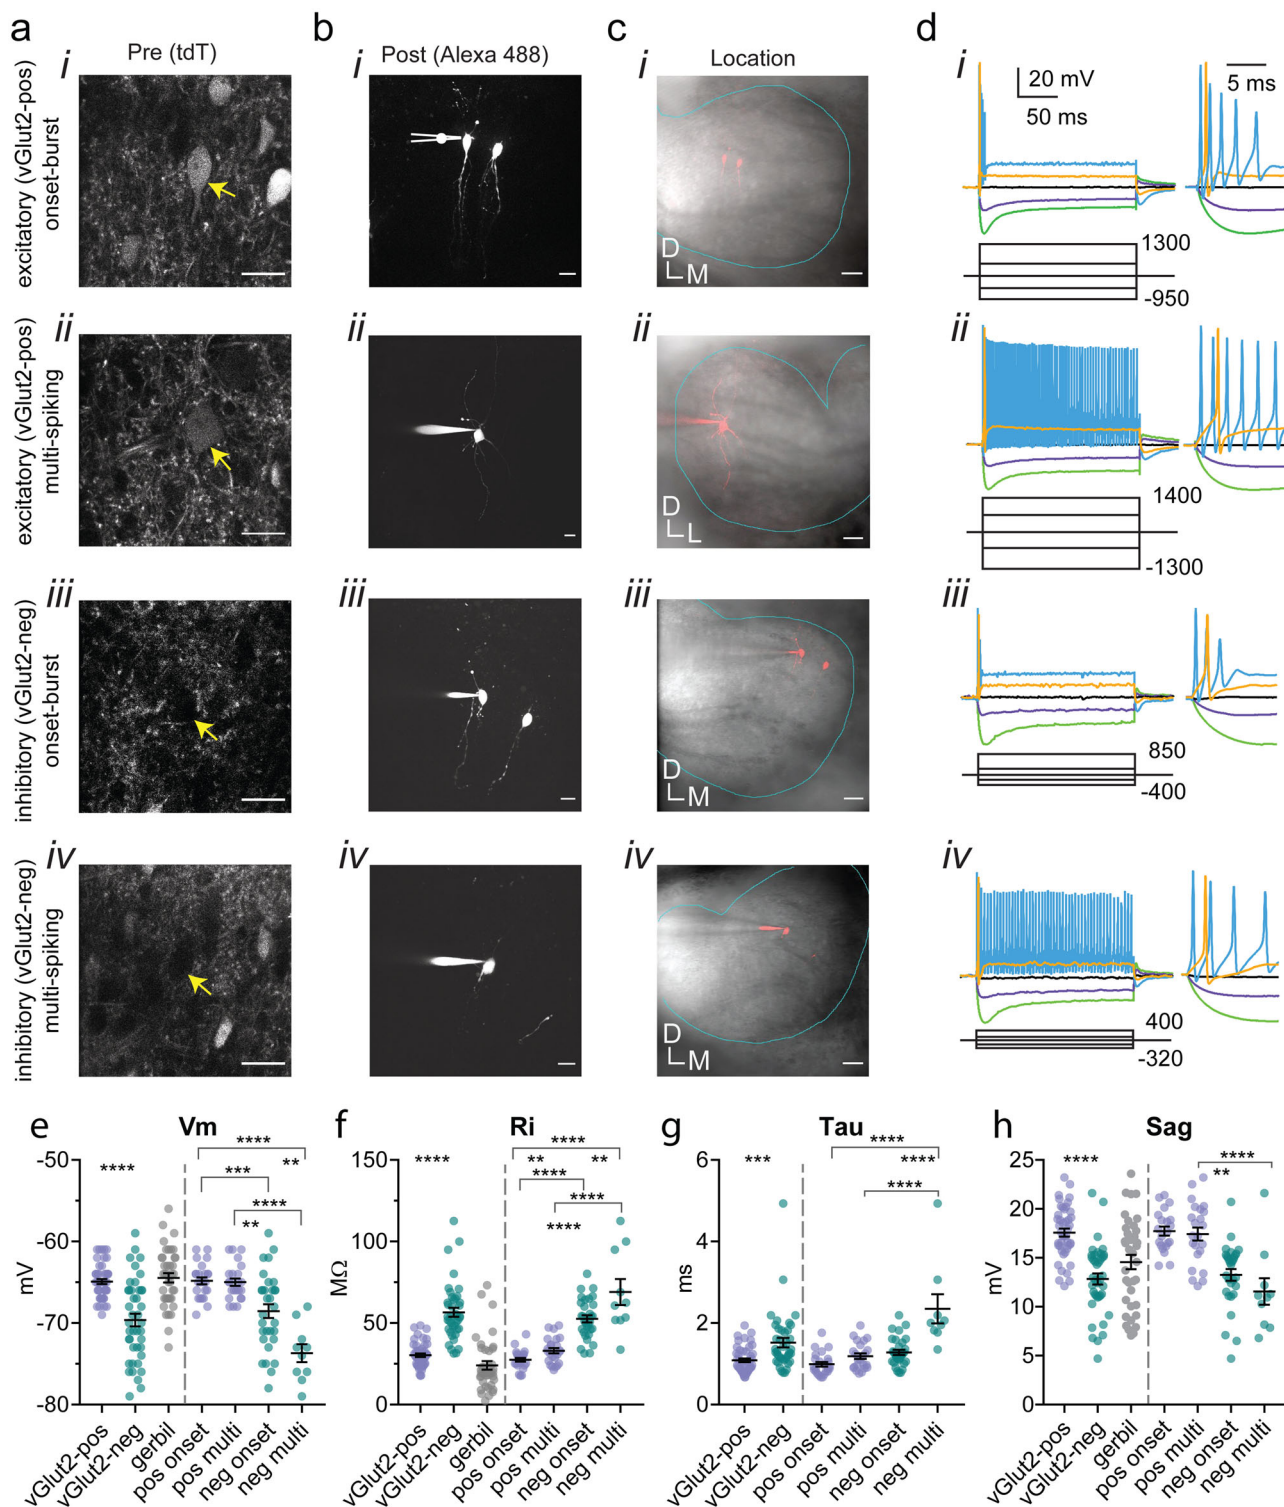 a
b
c
d
Pre (tdT)
Post (Alexa 488)
Location
i
i
i
i
excitatory (vGlut2-pos)
onset-burst
D
M
20 mV
50 ms
5 ms
1300
-950
ii
ii
ii
ii
excitatory (vGlut2-pos)
multi-spiking
D
L
1400
-1300
iii
iii
iii
iii
inhibitory (vGlut2-neg)
onset-burst
D
M
850
-400
iv
iv
iv
iv
inhibitory (vGlut2-neg)
multi-spiking
D
M
400
-320
e
Vm
-50
-60
-70
-80
mV
****
****
**
***
****
**
vGlut2-pos
vGlut2-neg
gerbil
pos onset
pos multi
neg onset
neg multi
f
Ri
150
100
50
0
MΩ
****
****
**
**
****
****
****
vGlut2-pos
vGlut2-neg
gerbil
pos onset
pos multi
neg onset
neg multi
g
Tau
6
4
2
0
ms
***
****
****
****
vGlut2-pos
vGlut2-neg
pos onset
pos multi
neg onset
neg multi
h
Sag
25
20
15
10
5
0
mV
****
****
**
vGlut2-pos
vGlut2-neg
gerbil
pos onset
pos multi
neg onset
neg multi